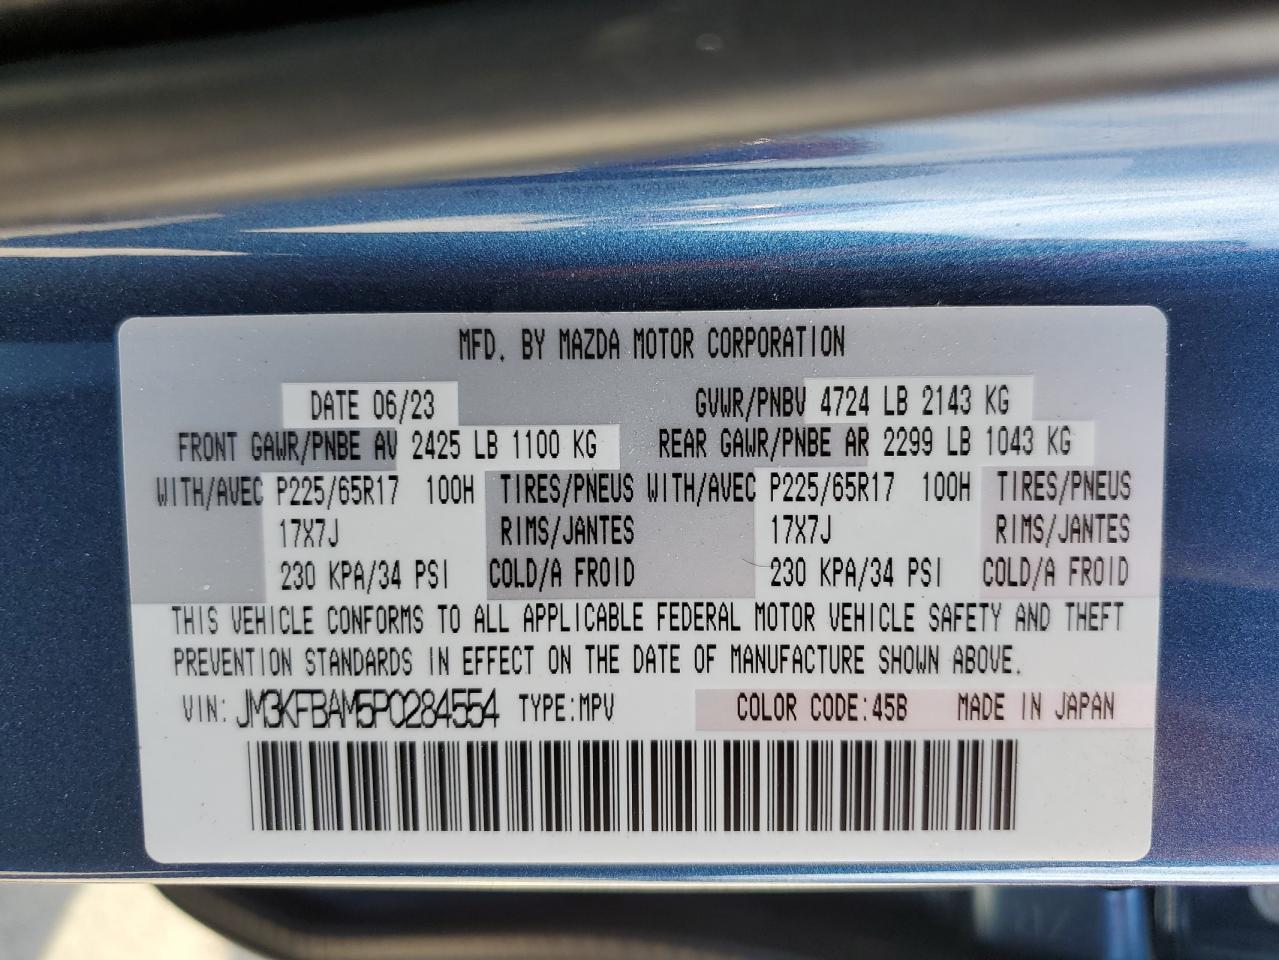 MFD. BY MAZDA MOTOR CORPORATION
DATE 06/23 GVWR/PNBV 4724 LB 2143 KG
FRONT GAWR/PNBE AV 2425 LB 1100 KG REAR GAWR/PNBE AR 2299 LB 1043 KG
WITH/AVEC P225/65R17 100H TIRES/PNEUS WITH/AVEC P225/65R17 100H TIRES/PNEUS
17X7J RIMS/JANTES 17X7J RIMS/JANTES
230 KPA/34 PSI COLD/A FROID 230 KPA/34 PSI COLD/A FROID
THIS VEHICLE CONFORMS TO ALL APPLICABLE FEDERAL MOTOR VEHICLE SAFETY AND THEFT
PREVENTION STANDARDS IN EFFECT ON THE DATE OF MANUFACTURE SHOWN ABOVE.
VIN: JM3KFBAM5P0284554 TYPE:MPV COLOR CODE:45B MADE IN JAPAN